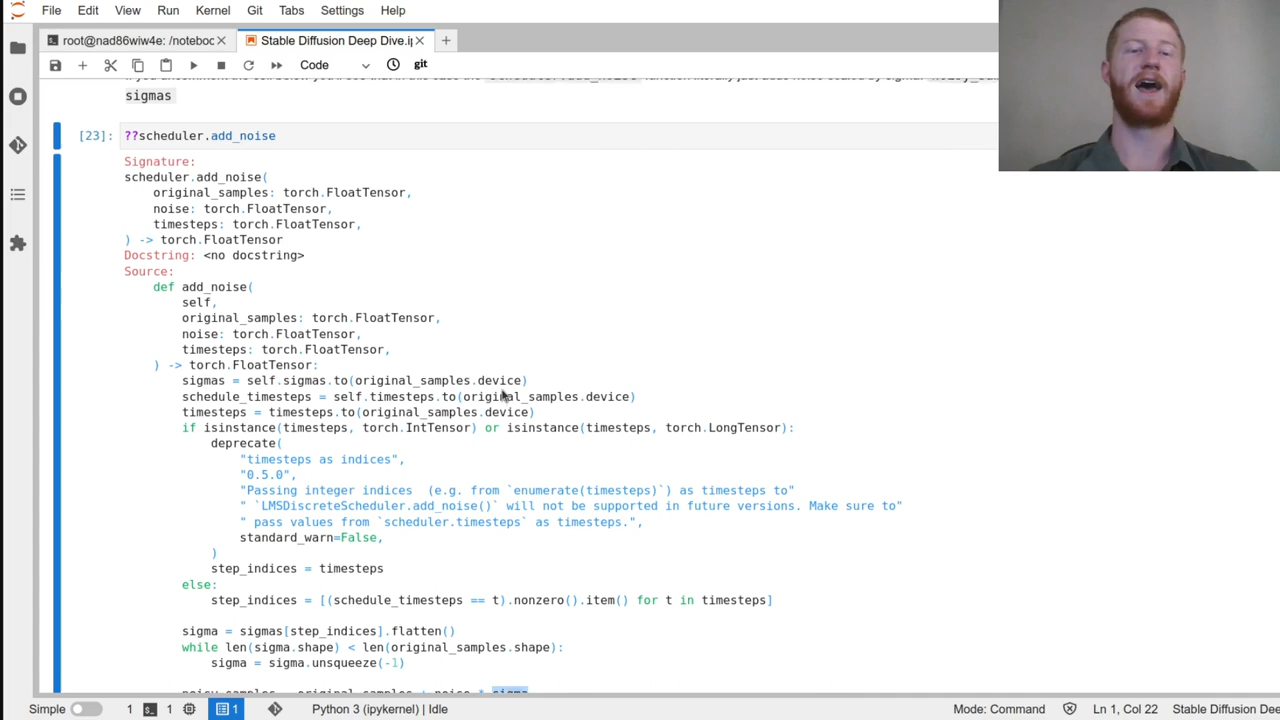 File Edit View Run Kernel Git Tabs Settings Help
root@nad86wiw4e: /noteboc Stable Diffusion Deep Dive.ip
Code git
sigmas
[23]: ??scheduler.add_noise
Signature:
scheduler.add_noise(
original_samples: torch.FloatTensor,
noise: torch.FloatTensor,
timesteps: torch.FloatTensor,
) -> torch.FloatTensor
Docstring: <no docstring>
Source:
def add_noise(
self,
original_samples: torch.FloatTensor,
noise: torch.FloatTensor,
timesteps: torch.FloatTensor,
) -> torch.FloatTensor:
sigmas = self.sigmas.to(original_samples.device)
schedule_timesteps = self.timesteps.to(original_samples.device)
timesteps = timesteps.to(original_samples.device)
if isinstance(timesteps, torch.IntTensor) or isinstance(timesteps, torch.LongTensor):
deprecate(
"timesteps as indices",
"0.5.0",
"Passing integer indices  (e.g. from `enumerate(timesteps)`) as timesteps to"
" `LMSDiscreteScheduler.add_noise()` will not be supported in future versions. Make sure to"
" pass values from `scheduler.timesteps` as timesteps.",
standard_warn=False,
)
step_indices = timesteps
else:
step_indices = [(schedule_timesteps == t).nonzero().item() for t in timesteps]
sigma = sigmas[step_indices].flatten()
while len(sigma.shape) < len(original_samples.shape):
sigma = sigma.unsqueeze(-1)
noisy_samples = original_samples + noise * sigma
Simple 1 1 1 Python 3 (ipykernel) | Idle Mode: Command Ln 1, Col 22 Stable Diffusion Dee